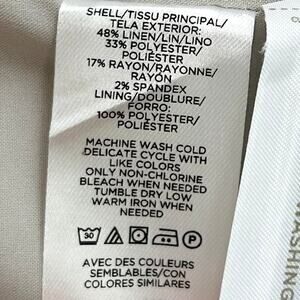 SHELL/TISSU PRINCIPAL/
TELA EXTERIOR:
48% LINEN/LIN/LINO
33% POLYESTER/
POLIÉSTER
17% RAYON/RAYONNE/
RAYON
2% SPANDEX
LINING/DOUBLURE/
FORRO:
100% POLYESTER/
POLIÉSTER
MACHINE WASH COLD
DELICATE CYCLE WITH
LIKE COLORS
ONLY NON-CHLORINE
BLEACH WHEN NEEDED
TUMBLE DRY LOW
WARM IRON WHEN
NEEDED
30 P
AVEC DES COULEURS
SEMBLABLES/CON
COLORES SIMILARES
WASHING